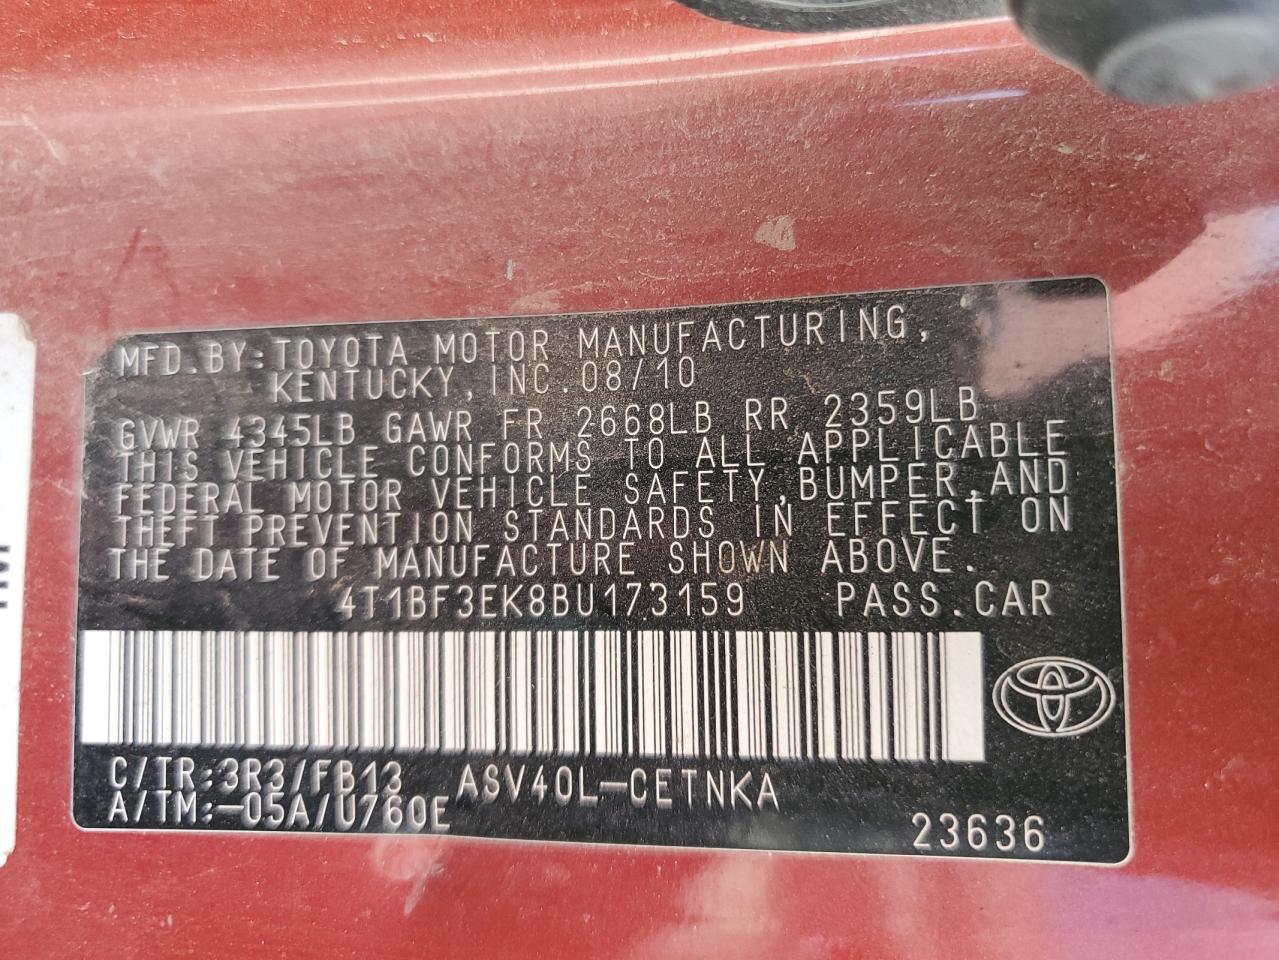 MFD.BY:TOYOTA MOTOR MANUFACTURING,
KENTUCKY, INC. 08/10
GVWR 4345LB GAWR FR 2668LB RR 2359LB
THIS VEHICLE CONFORMS TO ALL APPLICABLE
FEDERAL MOTOR VEHICLE SAFETY,BUMPER,AND
THEFT PREVENTION STANDARDS IN EFFECT ON
THE DATE OF MANUFACTURE SHOWN ABOVE.
4T1BF3EK8BU173159 PASS.CAR
C/TR:3R3/FB13 ASV40L-CETNKA
A/TM:-05A/U760E
23636